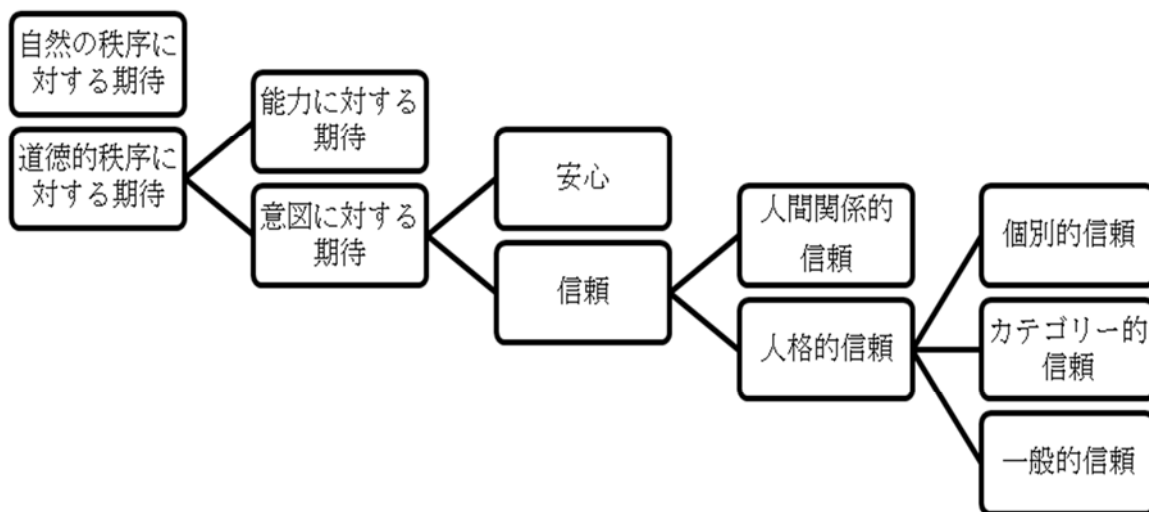 自然の秩序に
対する期待
道徳的秩序に
対する期待
能力に対する
期待
意図に対する
期待
安心
信頼
人間関係的
信頼
人格的信頼
個別的信頼
カテゴリー的
信頼
一般的信頼